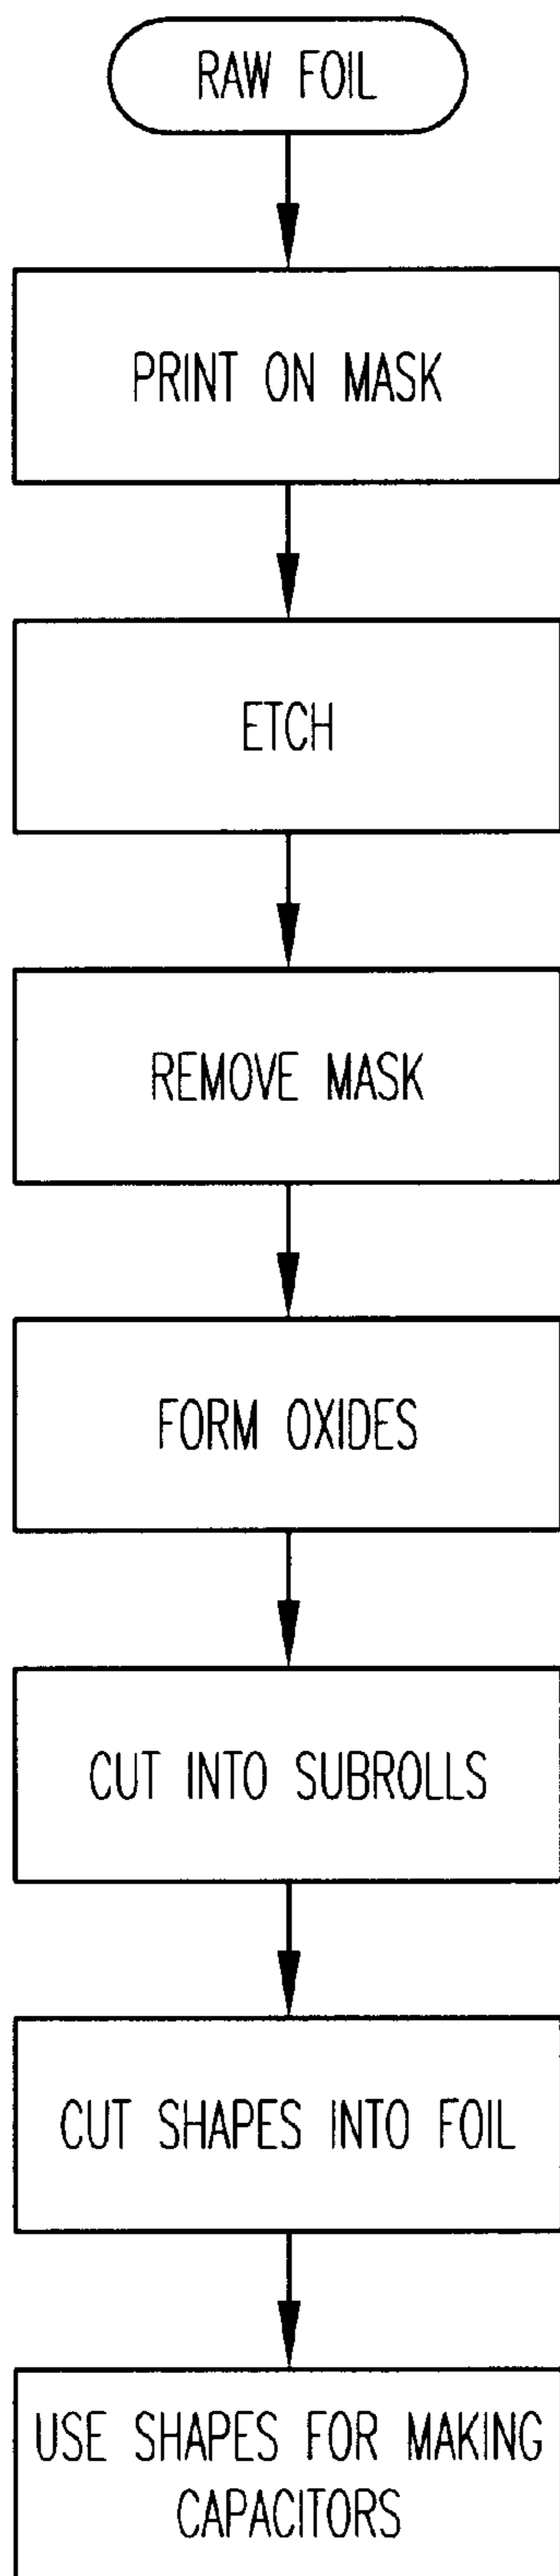 RAW FOIL
PRINT ON MASK
ETCH
REMOVE MASK
FORM OXIDES
CUT INTO SUBROLLS
CUT SHAPES INTO FOIL
USE SHAPES FOR MAKING
CAPACITORS